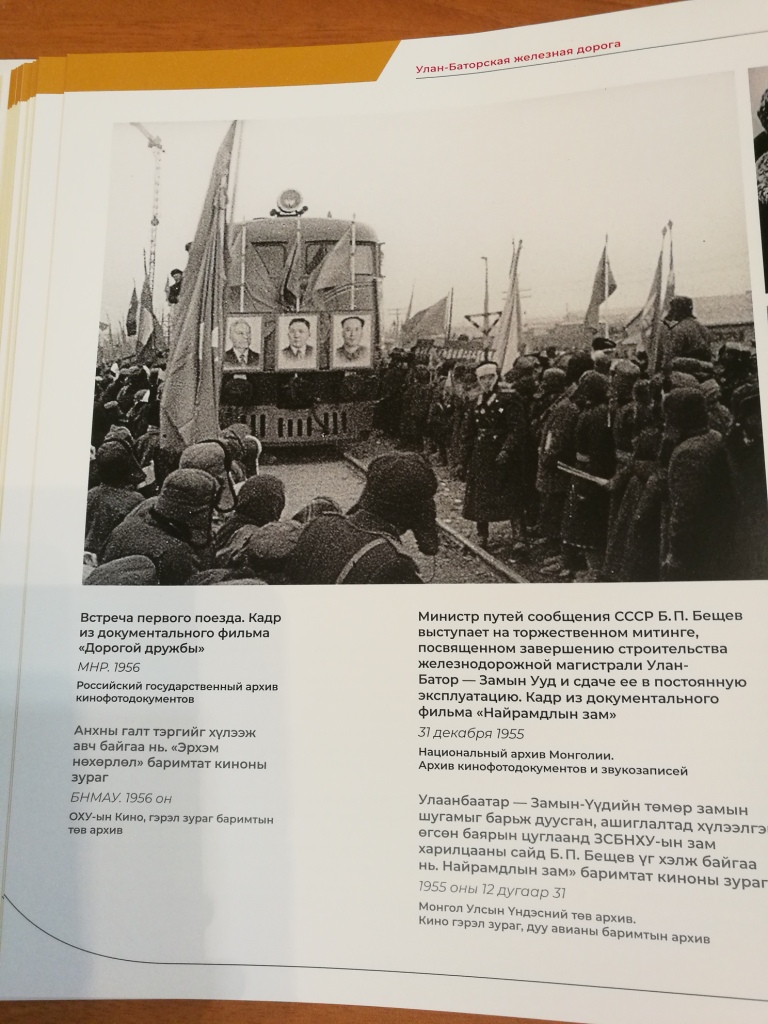 Улан-Баторская железная дорога
Встреча первого поезда. Кадр
из документального фильма
«Дорогой дружбы»
МНР. 1956
Российский государственный архив
кинофотодокументов
Анхны галт тэргийг хүлээж
авч байгаа нь. «Эрхэм
нөхөрлөл» баримтат киноны
зураг
БНМАУ. 1956 он
ОХУ-ын Кино, гэрэл зураг баримтын
төв архив
Министр путей сообщения СССР Б. П. Бещев
выступает на торжественном митинге,
посвященном завершению строительства
железнодорожной магистрали Улан-
Батор — Замын Ууд и сдаче ее в постоянную
эксплуатацию. Кадр из документального
фильма «Найрамдлын зам»
31 декабря 1955
Национальный архив Монголии.
Архив кинофотодокументов и звукозаписей
Улаанбаатар — Замын-Үүдийн төмөр замын
шугамыг барьж дуусган, ашиглалтад хүлээлгэ
өгсөн баярын цуглаанд ЗСБНХУ-ын зам
харилцааны сайд Б. П. Бещев үг хэлж байгаа
нь. Найрамдлын зам» баримтат киноны зураг
1955 оны 12 дугаар 31
Монгол Улсын Үндэсний төв архив.
Кино гэрэл зураг, дуу авианы баримтын архив